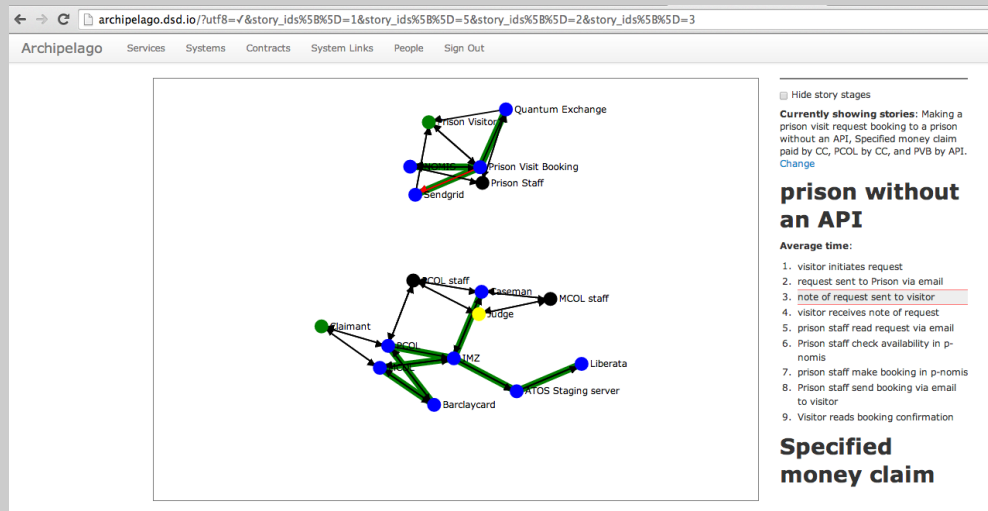 archipelago.dsd.io/?utf8=✓&story_ids%5B%5D=1&story_ids%5B%5D=5&story_ids%5B%5D=2&story_ids%5B%5D=3
Archipelago Services Systems Contracts System Links People Sign Out
Quantum Exchange
Prison Visitor
NOMIS
Prison Visit Booking
Prison Staff
Sendgrid
PCOL staff
Caseman
MCOL staff
Judge
Claimant
PCOL
IMZ
MCOL
Liberata
ATOS Staging server
Barclaycard
Hide story stages
Currently showing stories: Making a
prison visit request booking to a prison
without an API, Specified money claim
paid by CC, PCOL by CC, and PVB by API.
Change
prison without
an API
Average time:
1. visitor initiates request
2. request sent to Prison via email
3. note of request sent to visitor
4. visitor receives note of request
5. prison staff read request via email
6. Prison staff check availability in p-
nomis
7. prison staff make booking in p-nomis
8. Prison staff send booking via email
to visitor
9. Visitor reads booking confirmation
Specified
money claim